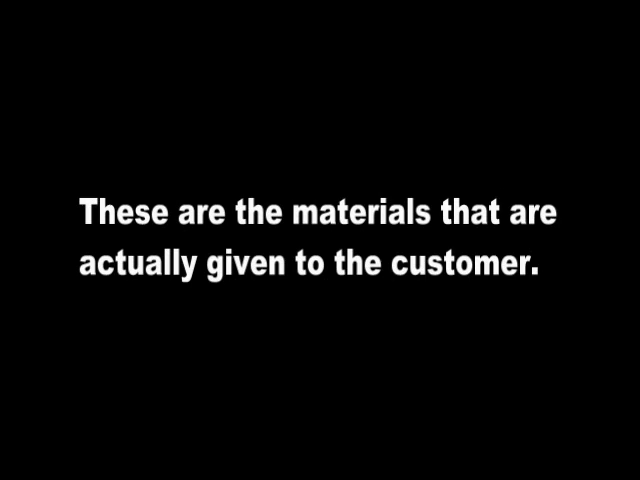 These are the materials that are
actually given to the customer.